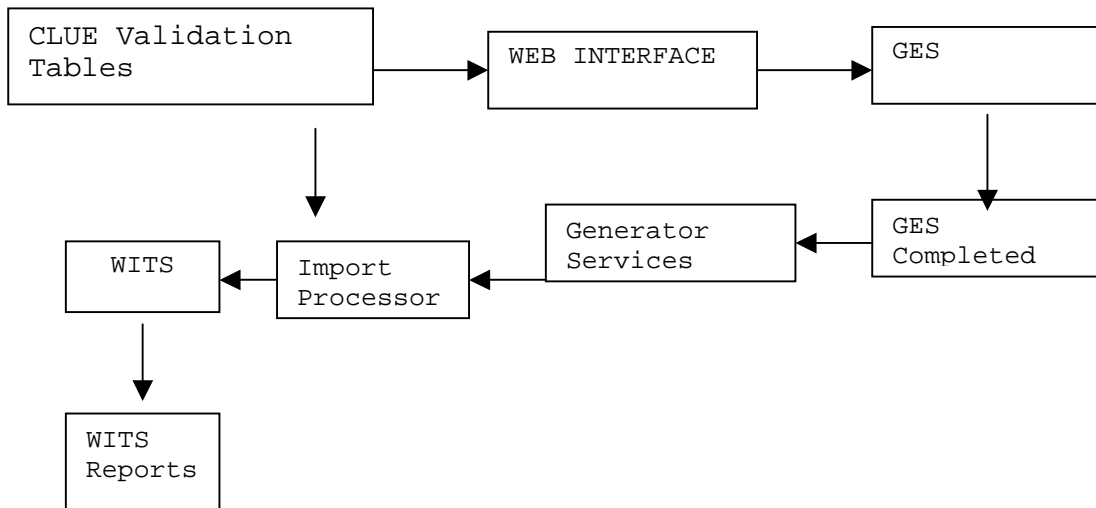 CLUE Validation
Tables
WEB INTERFACE
GES
WITS
Import
Processor
Generator
Services
GES
Completed
WITS
Reports